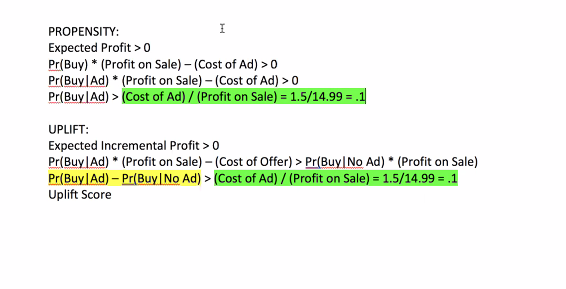 PROPENSITY:
Expected Profit > 0
Pr(Buy) * (Profit on Sale) – (Cost of Ad) > 0
Pr(Buy|Ad) * (Profit on Sale) – (Cost of Ad) > 0
Pr(Buy|Ad) > (Cost of Ad) / (Profit on Sale) = 1.5/14.99 = .1
UPLIFT:
Expected Incremental Profit > 0
Pr(Buy|Ad) * (Profit on Sale) – (Cost of Offer) > Pr(Buy|No Ad) * (Profit on Sale)
Pr(Buy|Ad) – Pr(Buy|No Ad) > (Cost of Ad) / (Profit on Sale) = 1.5/14.99 = .1
Uplift Score